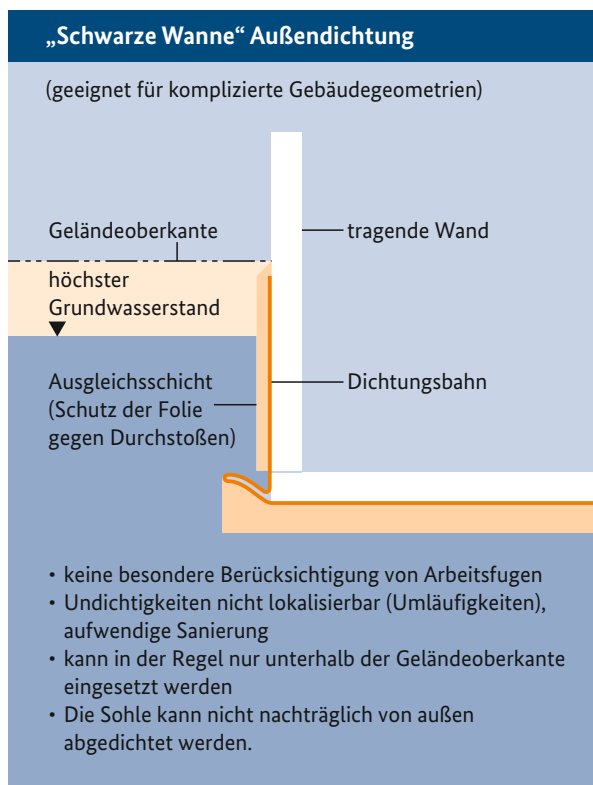 „Schwarze Wanne“ Außendichtung
(geeignet für komplizierte Gebäudegeometrien)
Geländeoberkante
tragende Wand
höchster
Grundwasserstand
Ausgleichsschicht
(Schutz der Folie
gegen Durchstoßen)
Dichtungsbahn
• keine besondere Berücksichtigung von Arbeitsfugen
• Undichtigkeiten nicht lokalisierbar (Umläufigkeiten),
aufwendige Sanierung
• kann in der Regel nur unterhalb der Geländeoberkante
eingesetzt werden
• Die Sohle kann nicht nachträglich von außen
abgedichtet werden.